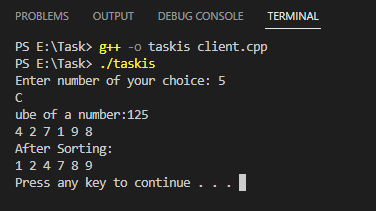 PROBLEMS OUTPUT DEBUG CONSOLE TERMINAL
PS E:\Task> g++ -o taskis client.cpp
PS E:\Task> ./taskis
Enter number of your choice: 5
C
ube of a number:125
4 2 7 1 9 8
After Sorting:
1 2 4 7 8 9
Press any key to continue . . .